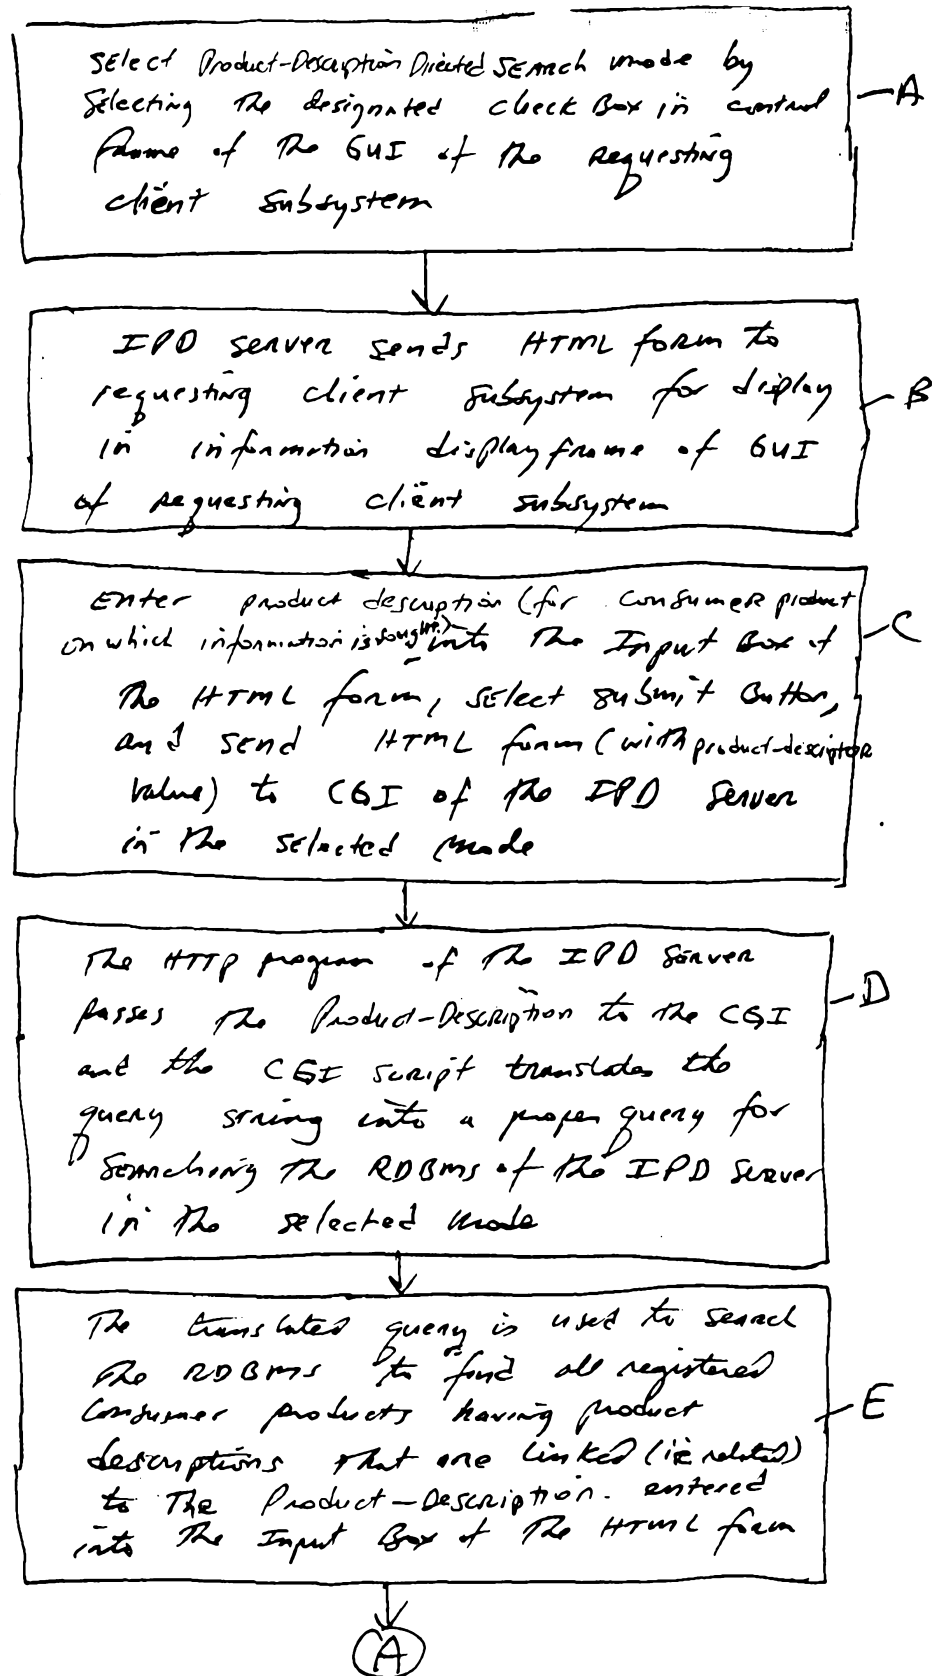 Select Product-Description Directed Search mode by
Selecting The designated check Box in control
frame of The GUI of the requesting
client subsystem
A
IPD server sends HTML form to
requesting client subsystem for display
in information display frame of GUI
of requesting client subsystem
B
Enter product description (for consumer product
on which information is sought) into The Input Box of
The HTML form, select submit Button,
and send HTML form (with product-descriptor
value) to CGI of the IPD Server
in The selected mode
C
The HTTP program of The IPD Server
passes The Product-Description to the CGI
and the CGI script translates the
query string into a proper query for
Searching The RDBMS of the IPD Server
in The selected mode
D
The translated query is used to search
The RDBMS to find all registered
Consumer products having product
descriptions that are linked (ie related)
to The Product-Description. entered
into The Input Box of The HTML form
E
A